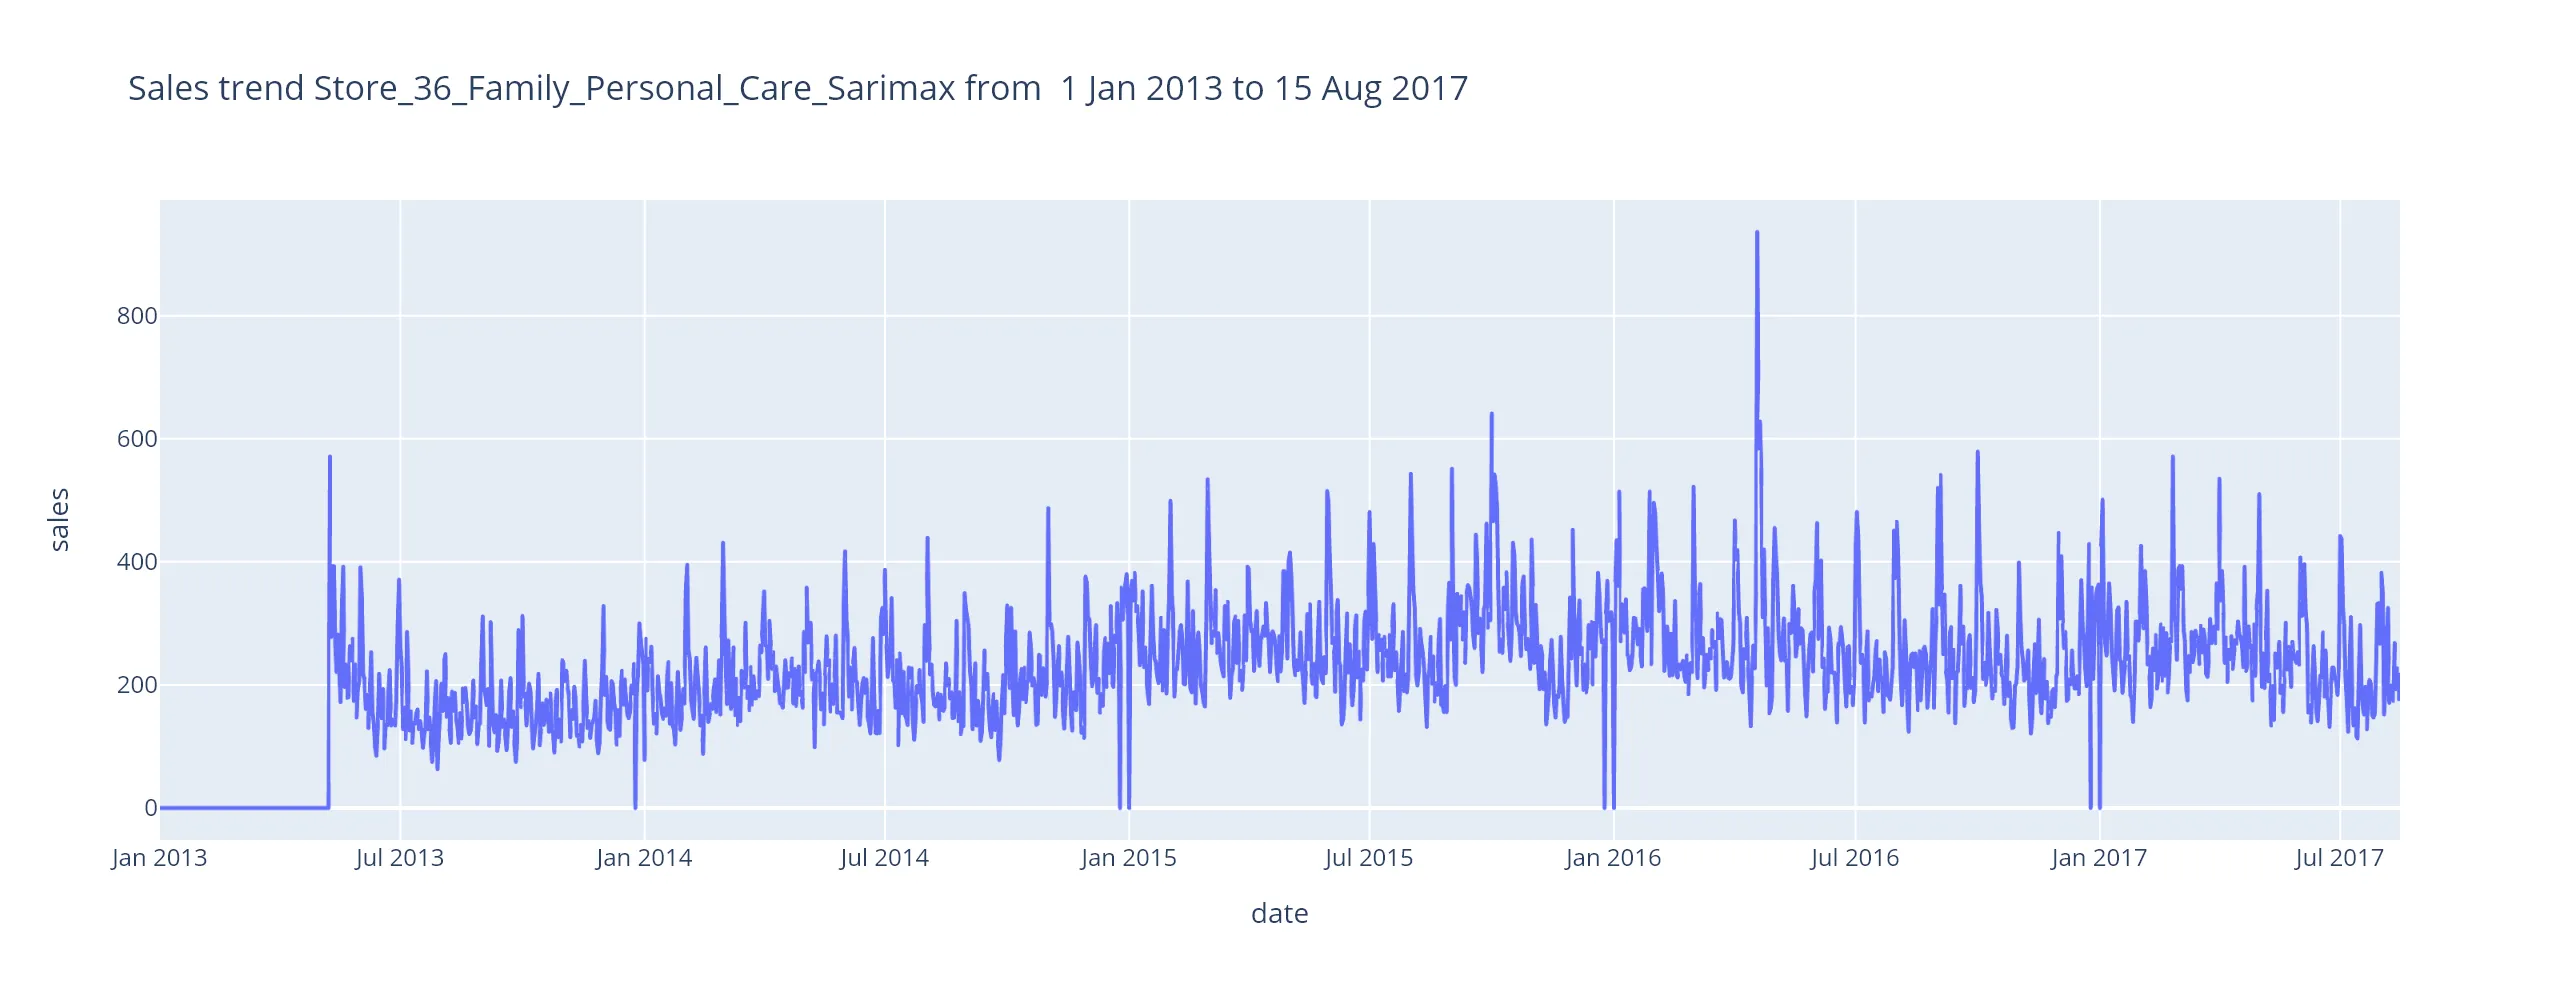 Sales trend Store_36_Family_Personal_Care_Sarimax from  1 Jan 2013 to 15 Aug 2017
sales
800
600
400
200
0
Jan 2013
Jul 2013
Jan 2014
Jul 2014
Jan 2015
Jul 2015
Jan 2016
Jul 2016
Jan 2017
Jul 2017
date